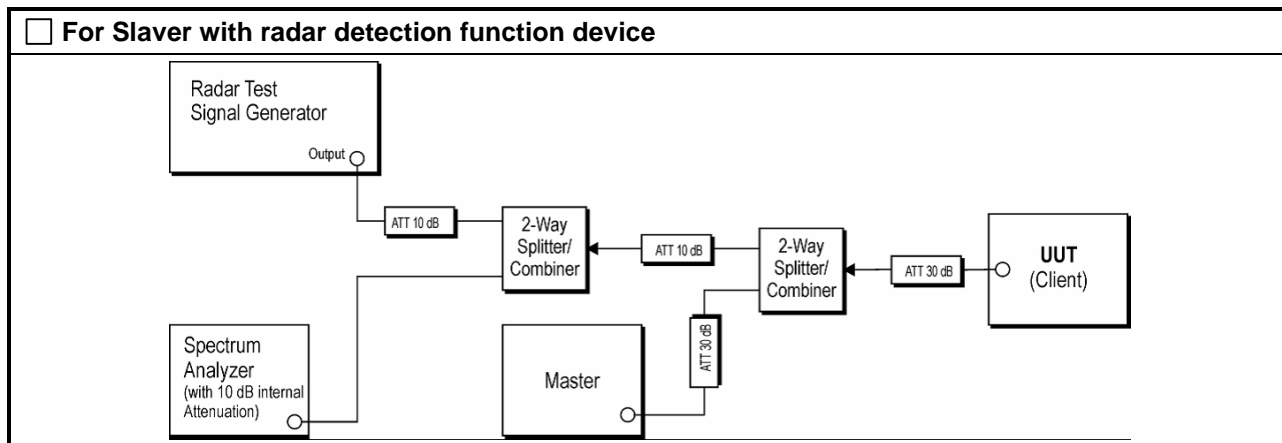 For Slaver with radar detection function device
Radar Test
Signal Generator
Output
ATT 10 dB
2-Way
Splitter/
Combiner
ATT 10 dB
2-Way
Splitter/
Combiner
ATT 30 dB
UUT
(Client)
ATT 30 dB
Spectrum
Analyzer
(with 10 dB internal
Attenuation)
Master